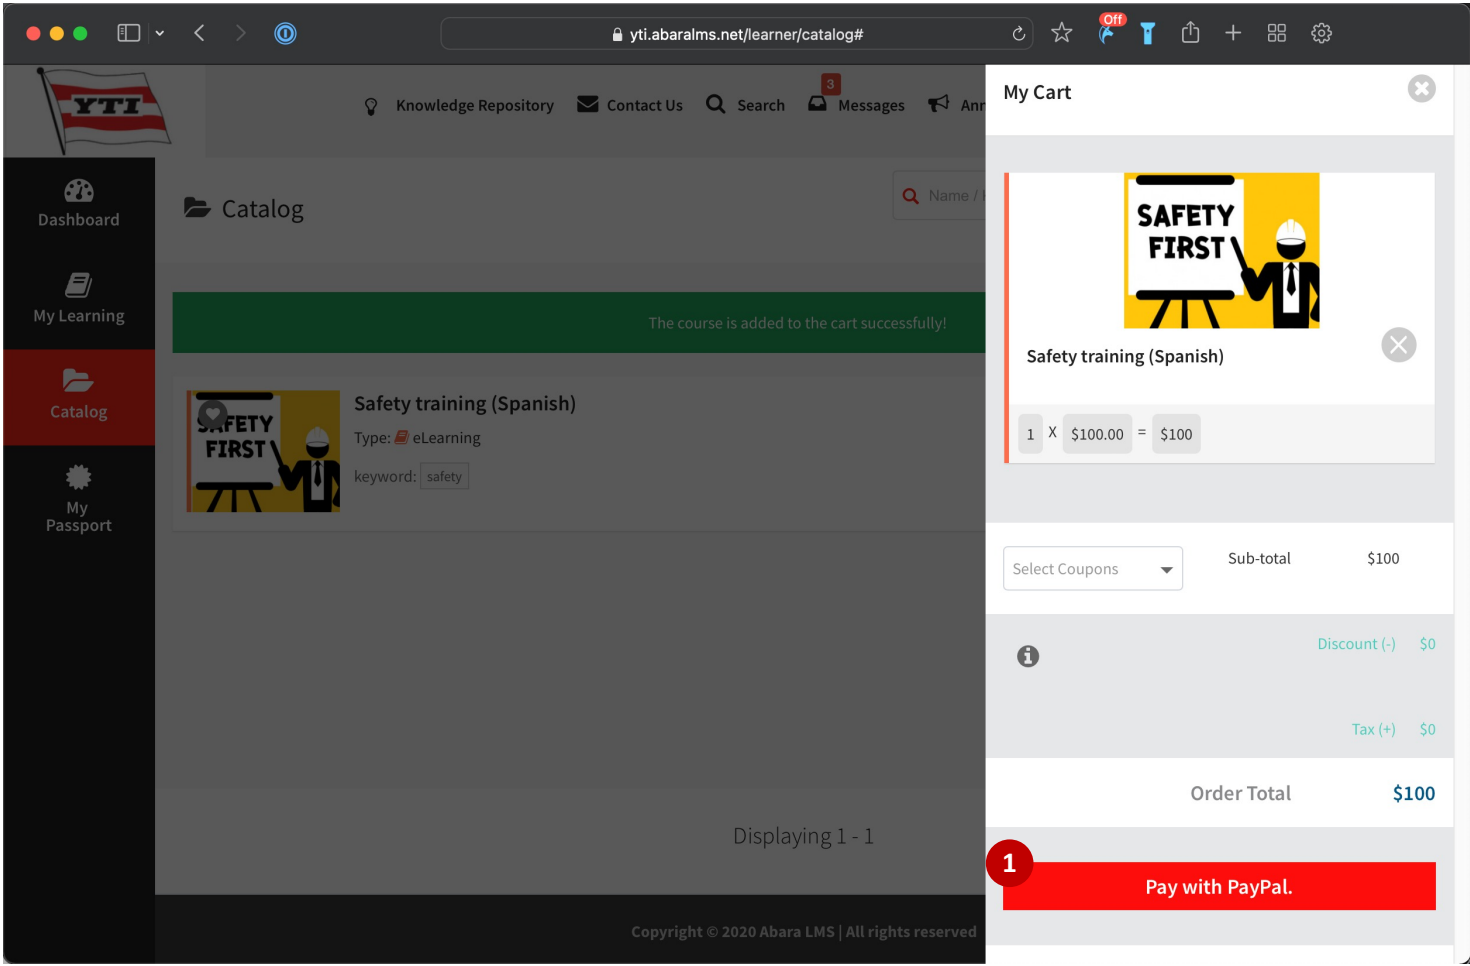 Off
yti.abaralms.net/learner/catalog#
YTI
Knowledge Repository
Contact Us
Search
3
Messages
Ann
My Cart
Dashboard
My Learning
Catalog
My
Passport
Catalog
Name /
The course is added to the cart successfully!
SAFETY
FIRST
Safety training (Spanish)
Type: eLearning
keyword: safety
Displaying 1 - 1
Copyright © 2020 Abara LMS | All rights reserved
SAFETY
FIRST
Safety training (Spanish)
1 X $100.00 = $100
Select Coupons
Sub-total $100
Discount (-) $0
Tax (+) $0
Order Total $100
1
Pay with PayPal.